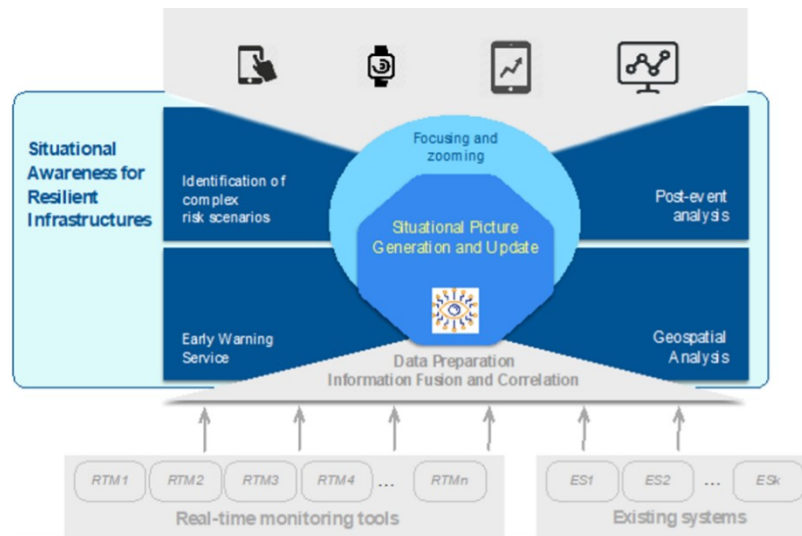 Situational
Awareness for
Resilient
Infrastructures
Focusing and
zooming
Identification of
complex
risk scenarios
Situational Picture
Generation and Update
Post-event
analysis
Early Warning
Service
Geospatial
Analysis
Data Preparation
Information Fusion and Correlation
RTM1 RTM2 RTM3 RTM4 ... RTMn
Real-time monitoring tools
ES1 ES2 ... ESk
Existing systems